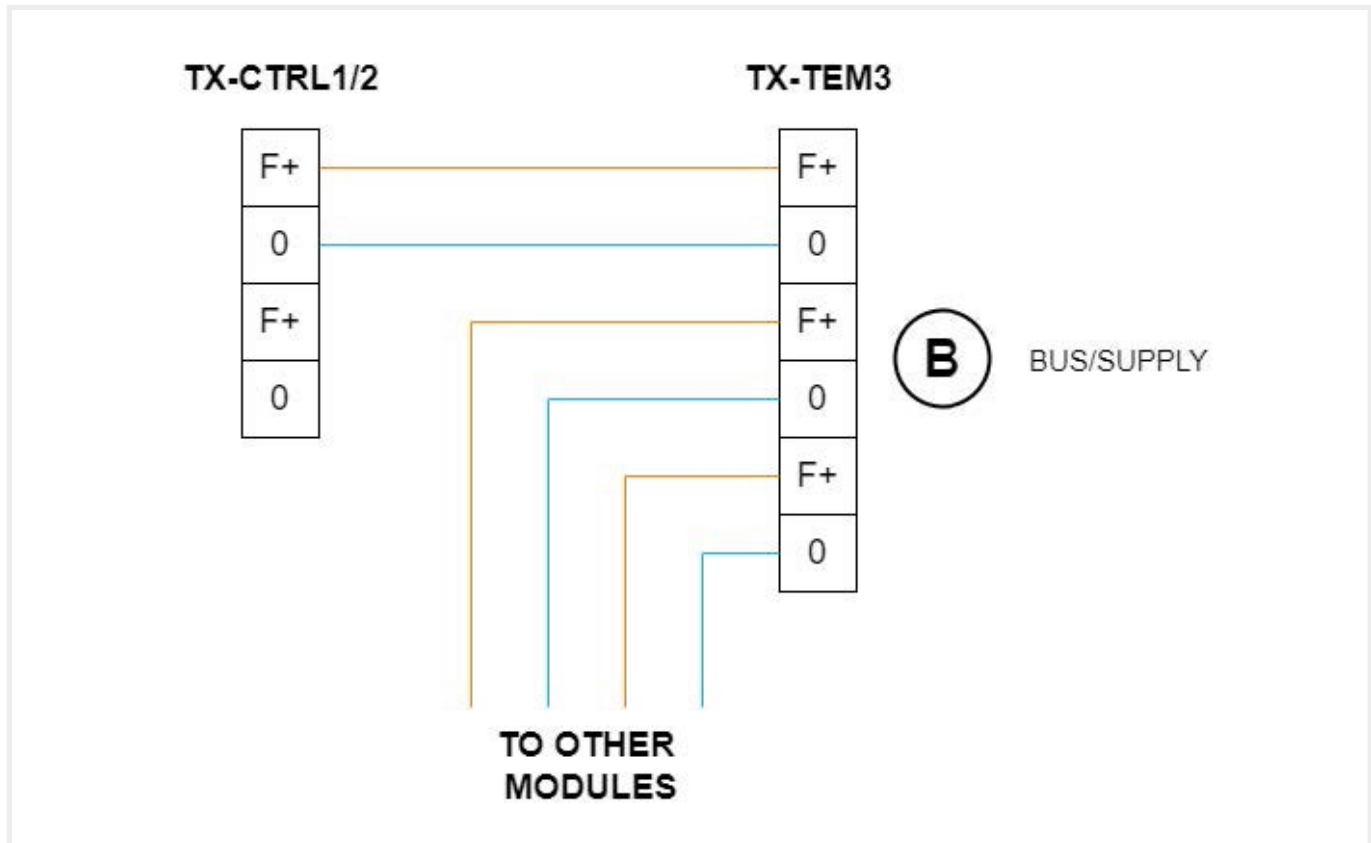 TX-CTRL1/2
TX-TEM3
F+
F+
0
0
F+
F+
0
0
F+
0
B
BUS/SUPPLY
TO OTHER
MODULES